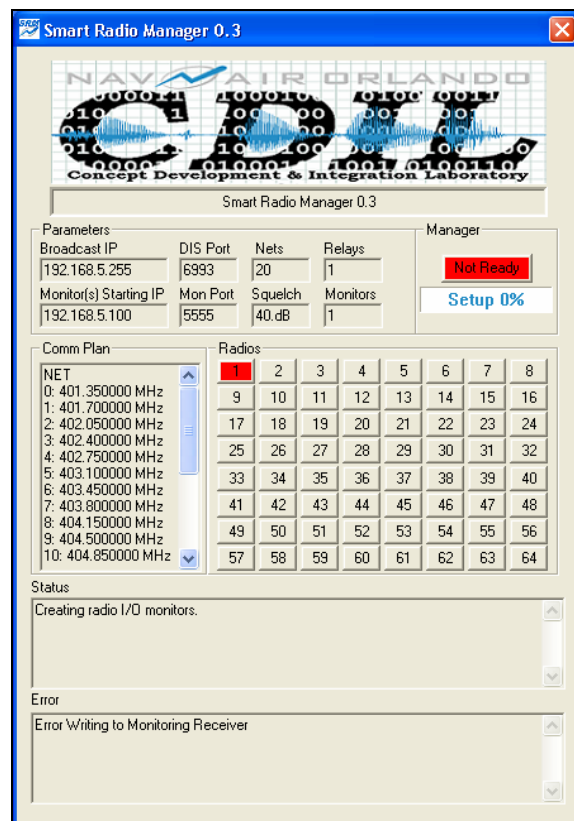 SRM Smart Radio Manager 0.3
NAV AIR ORLANDO
CDIL
Concept Development & Integration Laboratory
Smart Radio Manager 0.3
Parameters
Manager
Broadcast IP DIS Port Nets Relays
192.168.5.255 6993 20 1
Not Ready
Monitor(s) Starting IP Mon Port Squelch Monitors
Setup 0%
192.168.5.100 5555 40.dB 1
Comm Plan
NET
0: 401.350000 MHz
1: 401.700000 MHz
2: 402.050000 MHz
3: 402.400000 MHz
4: 402.750000 MHz
5: 403.100000 MHz
6: 403.450000 MHz
7: 403.800000 MHz
8: 404.150000 MHz
9: 404.500000 MHz
10: 404.850000 MHz
Radios
1 2 3 4 5 6 7 8
9 10 11 12 13 14 15 16
17 18 19 20 21 22 23 24
25 26 27 28 29 30 31 32
33 34 35 36 37 38 39 40
41 42 43 44 45 46 47 48
49 50 51 52 53 54 55 56
57 58 59 60 61 62 63 64
Status
Creating radio I/O monitors.
Error
Error Writing to Monitoring Receiver